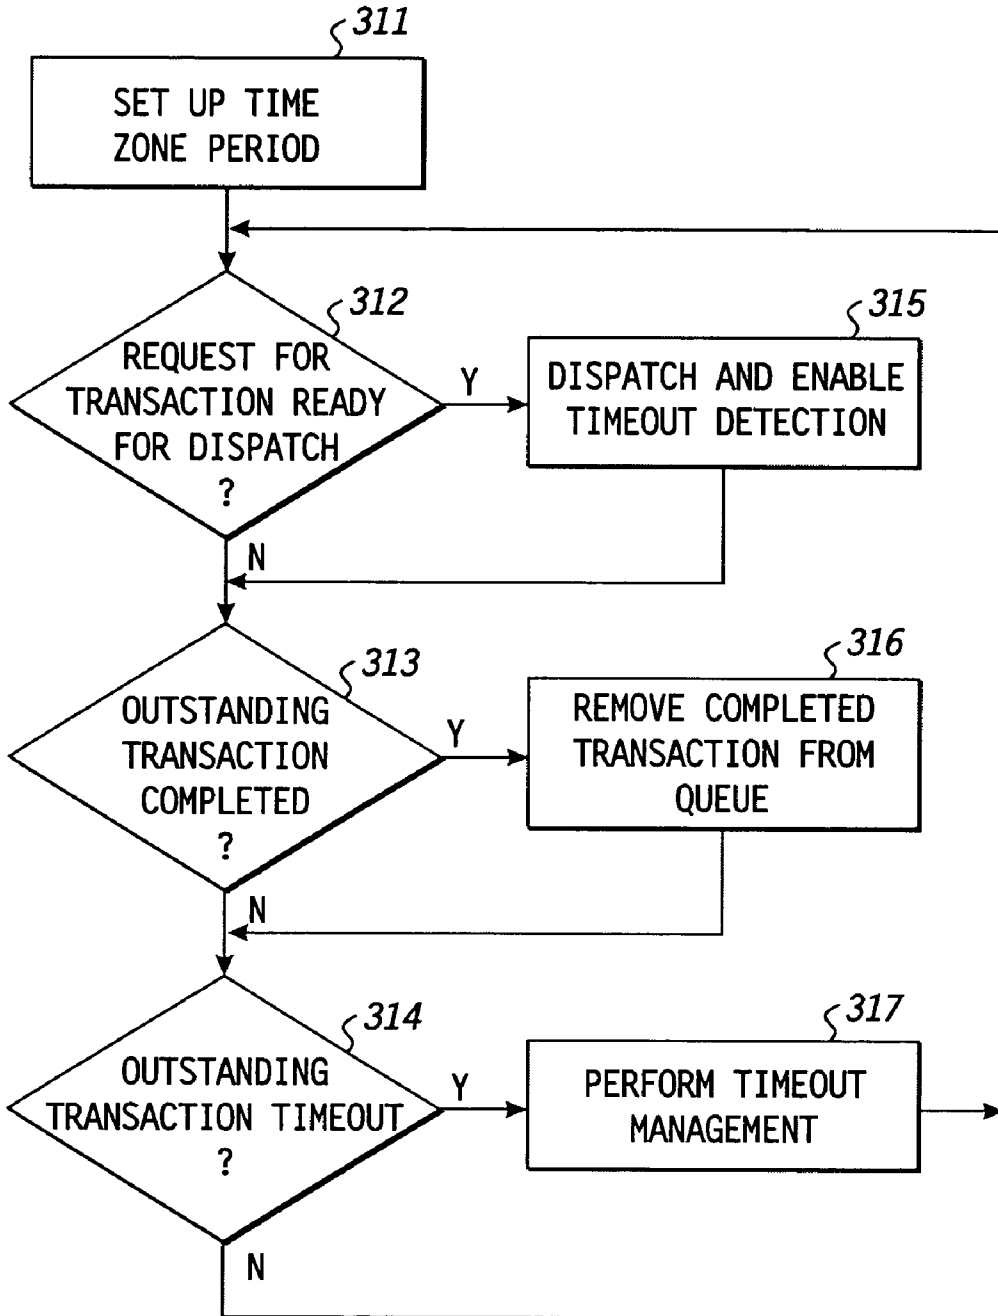 311
SET UP TIME
ZONE PERIOD
312
REQUEST FOR
TRANSACTION READY
FOR DISPATCH
?
Y
N
315
DISPATCH AND ENABLE
TIMEOUT DETECTION
313
OUTSTANDING
TRANSACTION
COMPLETED
?
Y
N
316
REMOVE COMPLETED
TRANSACTION FROM
QUEUE
314
OUTSTANDING
TRANSACTION TIMEOUT
?
Y
N
317
PERFORM TIMEOUT
MANAGEMENT